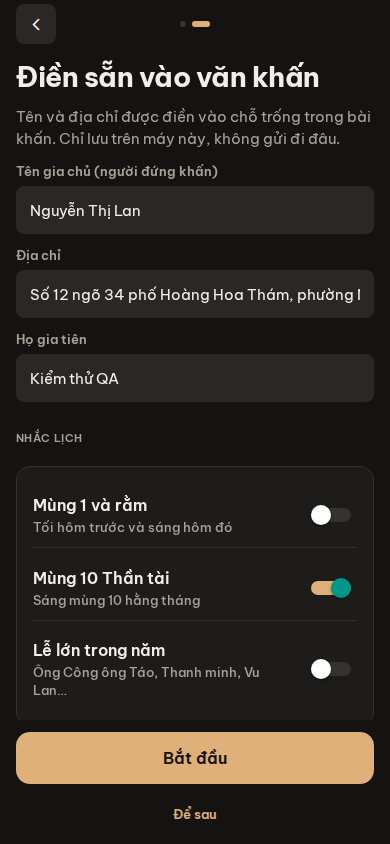 Điền sẵn vào văn khấn
Tên và địa chỉ được điền vào chỗ trống trong bài
khấn. Chỉ lưu trên máy này, không gửi đi đâu.
Tên gia chủ (người đứng khấn)
Nguyễn Thị Lan
Địa chỉ
Số 12 ngõ 34 phố Hoàng Hoa Thám, phường
Họ gia tiên
Kiểm thử QA
NHẮC LỊCH
Mùng 1 và rằm
Tối hôm trước và sáng hôm đó
Mùng 10 Thần tài
Sáng mùng 10 hằng tháng
Lễ lớn trong năm
Ông Công ông Táo, Thanh minh, Vu
Lan...
Bắt đầu
Để sau